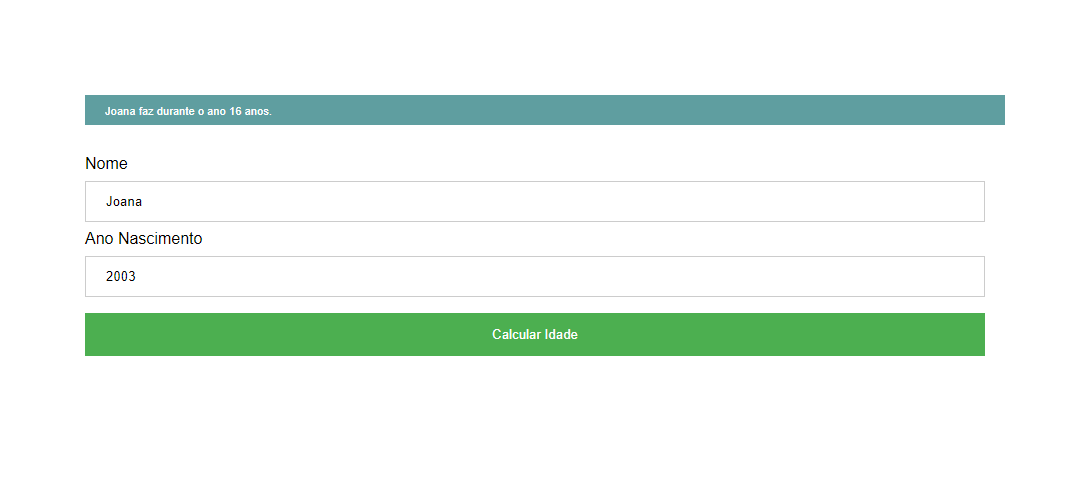 Joana faz durante o ano 16 anos.
Nome
Joana
Ano Nascimento
2003
Calcular Idade